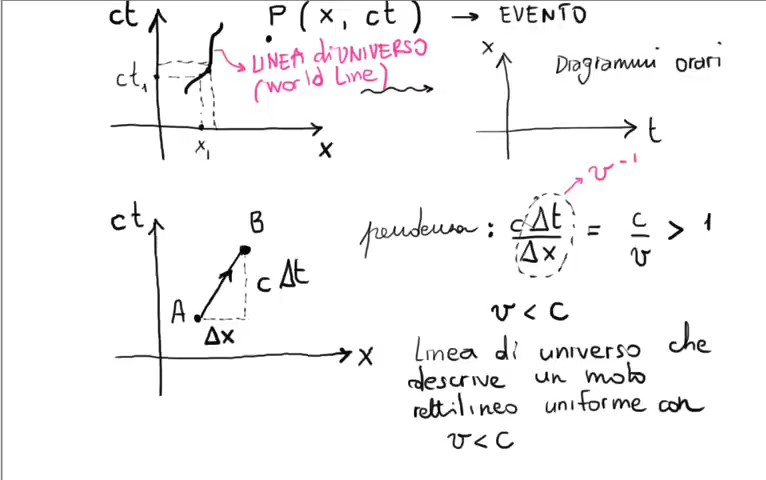 ct P (x, ct) → EVENTO
LINEA di UNIVERSO
(world line)
ct₁
x₁ x
x Diagrammi orari
t
v⁻¹
ct B
pendenza : cΔt/Δx = c/v > 1
c Δt
A
Δx
x
v < c
Linea di universo che
descrive un moto
rettilineo uniforme con
v < c